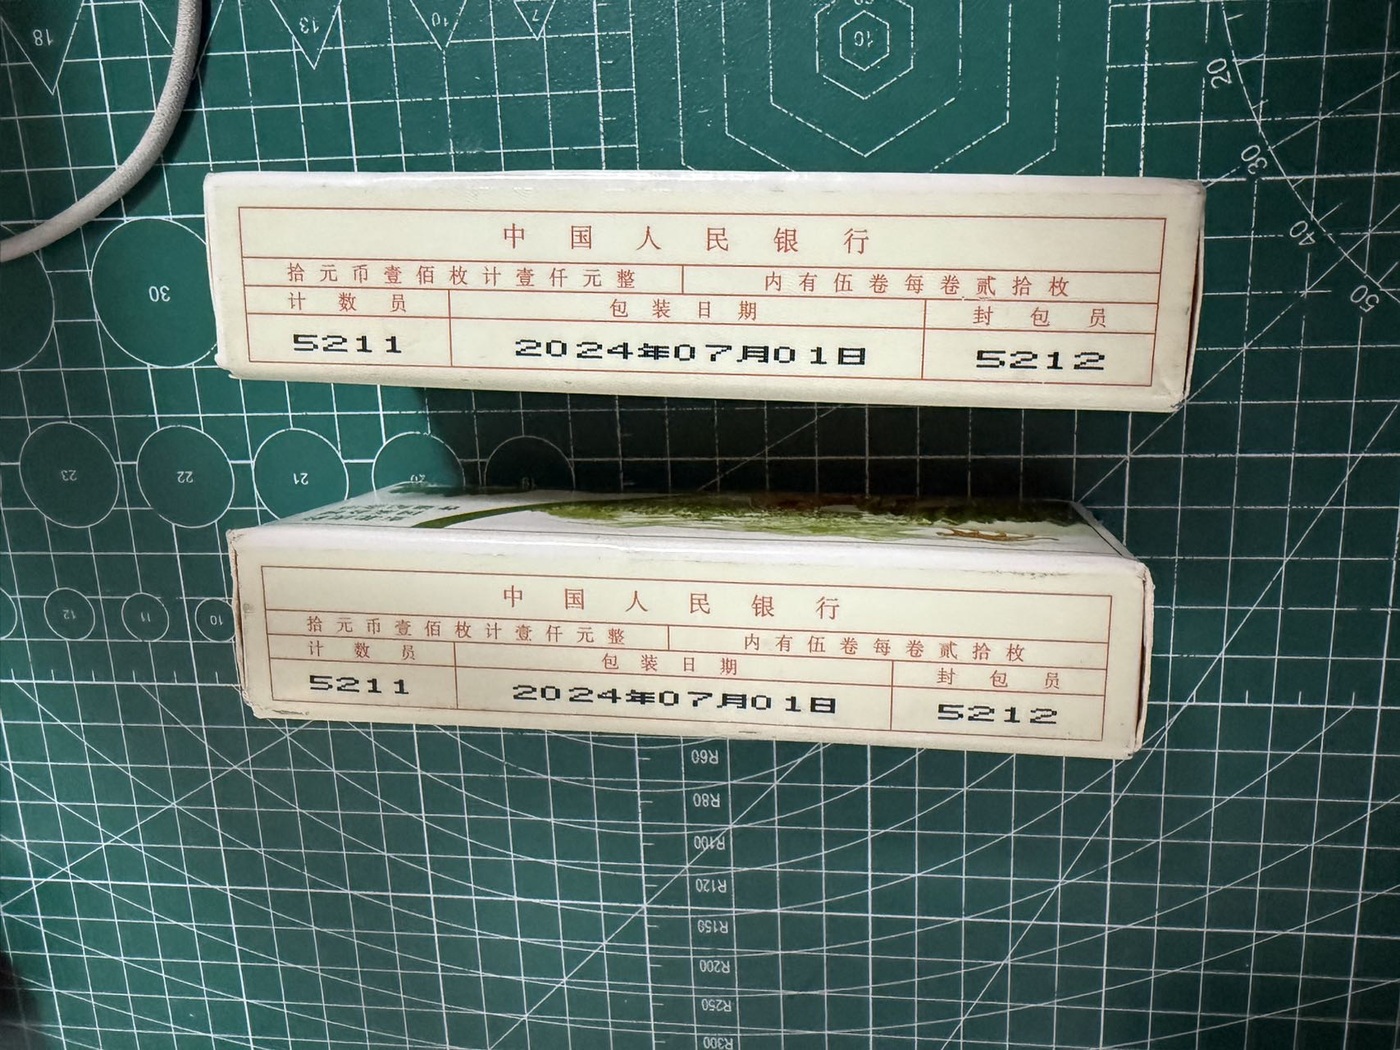 18
13
10
7
10
20
30
40
50
30
中国人民银行
拾元币壹佰枚计壹仟元整 内有伍卷每卷贰拾枚
计数员 包装日期 封包员
5211 2024年07月01日 5212
23 22 21 20 19
中国人民银行
拾元币壹佰枚计壹仟元整 内有伍卷每卷贰拾枚
计数员 包装日期 封包员
5211 2024年07月01日 5212
12 11 10
R60
R80
R100
R120
R150
R200
R250
R300